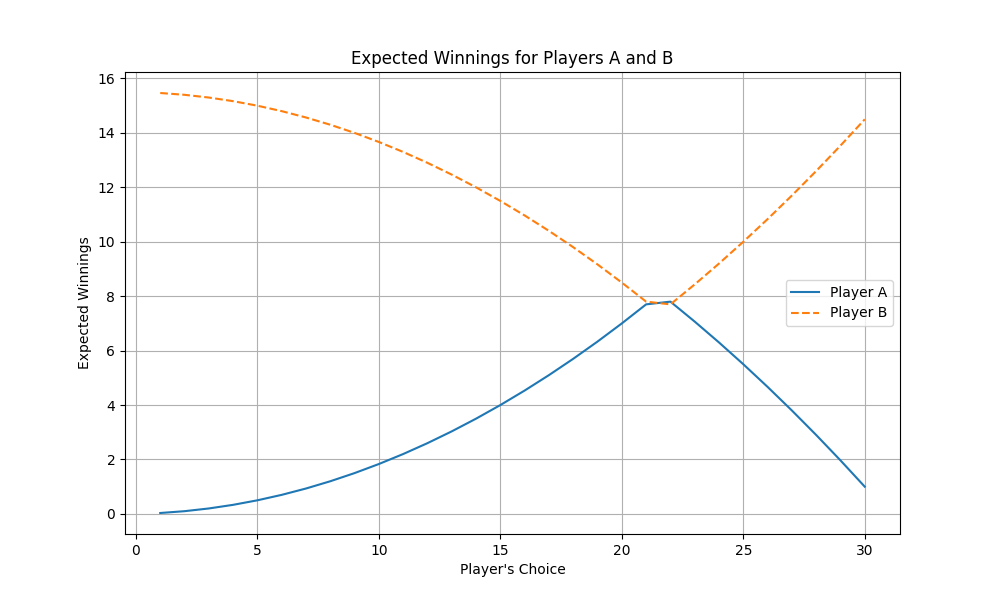 Expected Winnings for Players A and B
16
14
12
10
8
6
4
2
0
Expected Winnings
Player A
Player B
0 5 10 15 20 25 30
Player's Choice